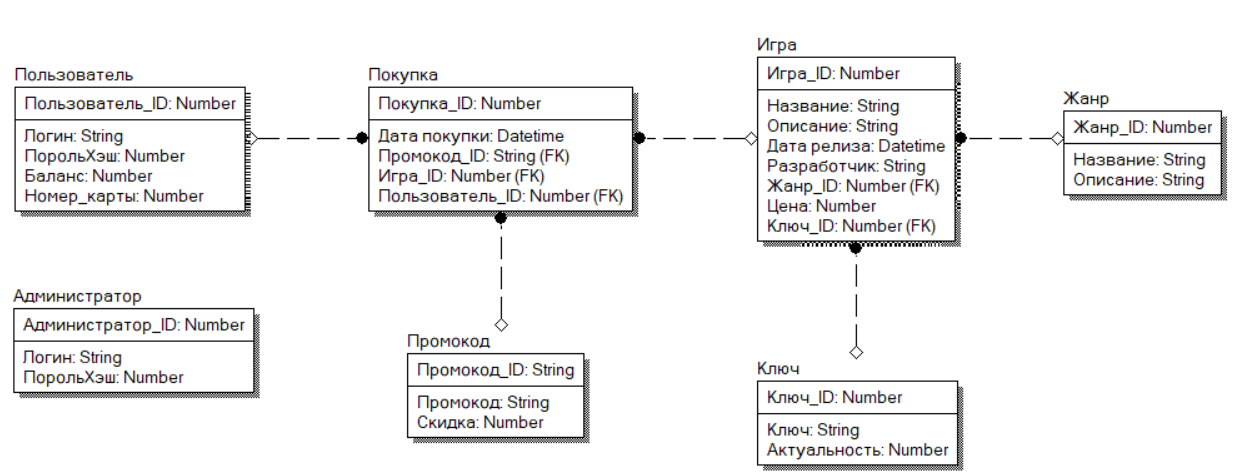 Пользователь
Пользователь_ID: Number
Логин: String
ПорольХэш: Number
Баланс: Number
Номер_карты: Number
Покупка
Покупка_ID: Number
Дата покупки: Datetime
Промокод_ID: String (FK)
Игра_ID: Number (FK)
Пользователь_ID: Number (FK)
Игра
Игра_ID: Number
Название: String
Описание: String
Дата релиза: Datetime
Разработчик: String
Жанр_ID: Number (FK)
Цена: Number
Ключ_ID: Number (FK)
Жанр
Жанр_ID: Number
Название: String
Описание: String
Администратор
Администратор_ID: Number
Логин: String
ПорольХэш: Number
Промокод
Промокод_ID: String
Промокод: String
Скидка: Number
Ключ
Ключ_ID: Number
Ключ: String
Актуальность: Number